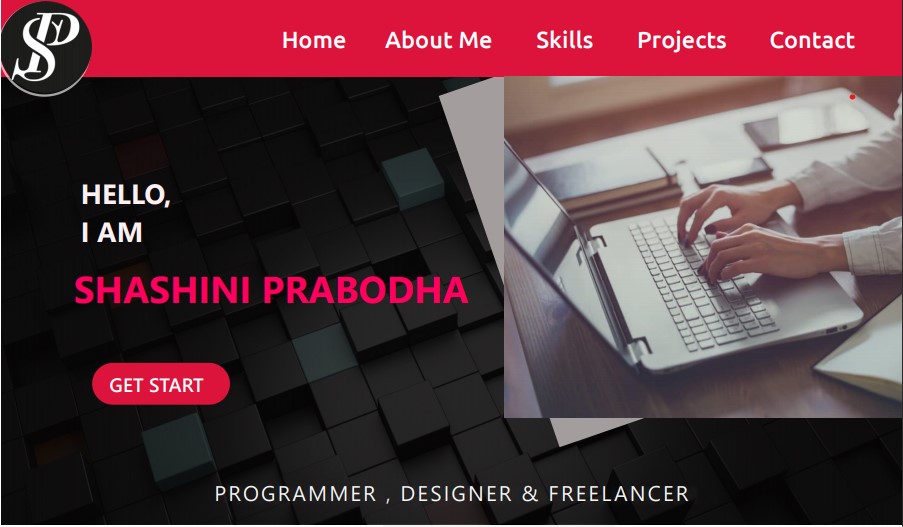 SP
Home About Me Skills Projects Contact
HELLO,
I AM
SHASHINI PRABODHA
GET START
PROGRAMMER , DESIGNER & FREELANCER